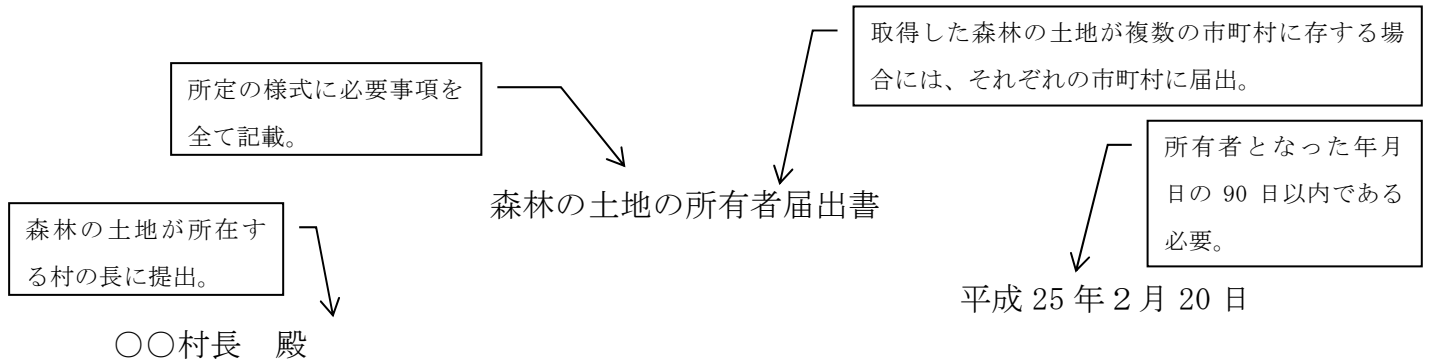 取得した森林の土地が複数の市町村に存する場
合には、それぞれの市町村に届出。
所定の様式に必要事項を
全て記載。
所有者となった年月
日の 90 日以内である
必要。
森林の土地の所有者届出書
森林の土地が所在す
る村の長に提出。
平成 25 年２月 20 日
○○村長　殿